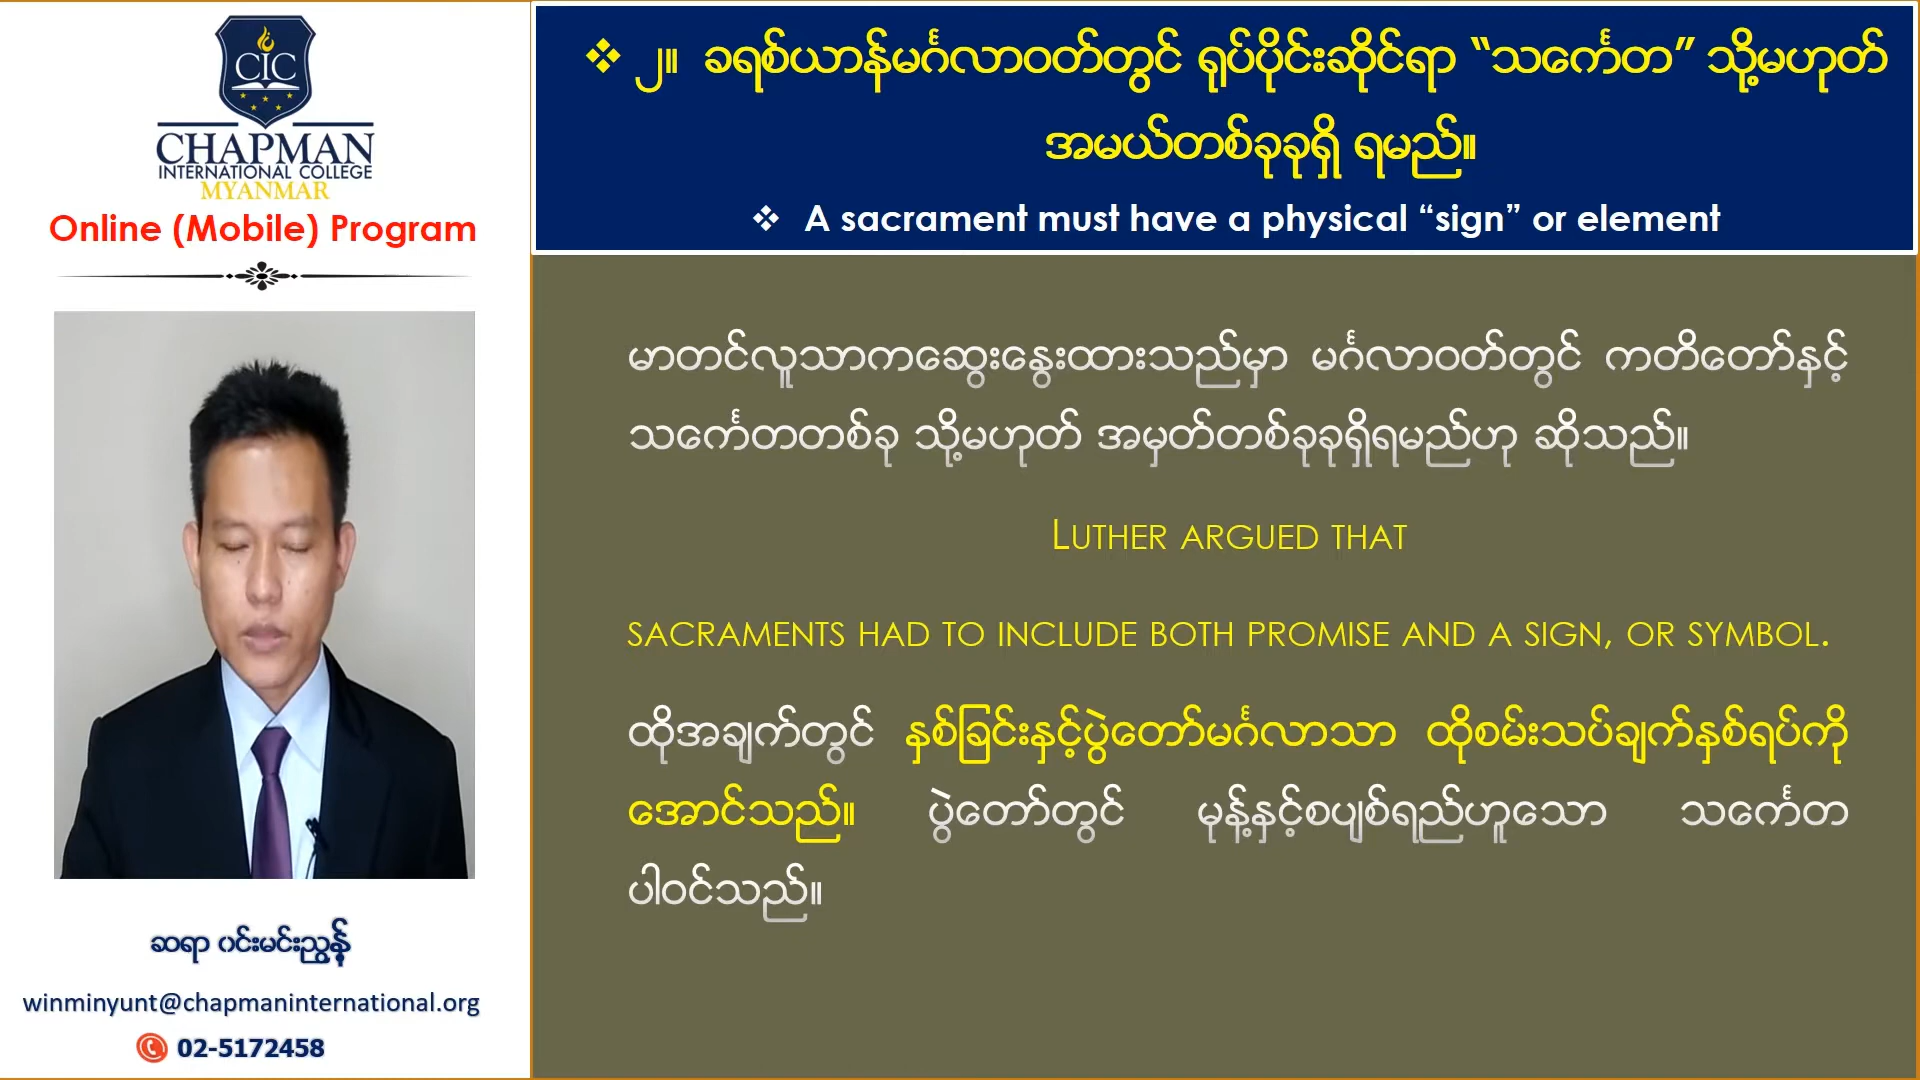 CIC
CHAPMAN
INTERNATIONAL COLLEGE
MYANMAR
Online (Mobile) Program
ဆရာ ဝင်းမင်းညွန့်
winminyunt@chapmaninternational.org
02-5172458
❖ ၂။ ခရစ်ယာန်မင်္ဂလာဝတ်တွင် ရုပ်ပိုင်းဆိုင်ရာ “သင်္ကေတ” သို့မဟုတ်
အမယ်တစ်ခုခုရှိ ရမည်။
❖ A sacrament must have a physical “sign” or element
မာတင်လူသာကဆွေးနွေးထားသည်မှာ မင်္ဂလာဝတ်တွင် ကတိတော်နှင့်
သင်္ကေတတစ်ခု သို့မဟုတ် အမှတ်တစ်ခုခုရှိရမည်ဟု ဆိုသည်။
LUTHER ARGUED THAT
SACRAMENTS HAD TO INCLUDE BOTH PROMISE AND A SIGN, OR SYMBOL.
ထိုအချက်တွင် နှစ်ခြင်းနှင့်ပွဲတော်မင်္ဂလာသာ ထိုစမ်းသပ်ချက်နှစ်ရပ်ကို
အောင်သည်။ ပွဲတော်တွင် မုန့်နှင့်စပျစ်ရည်ဟူသော သင်္ကေတ
ပါဝင်သည်။